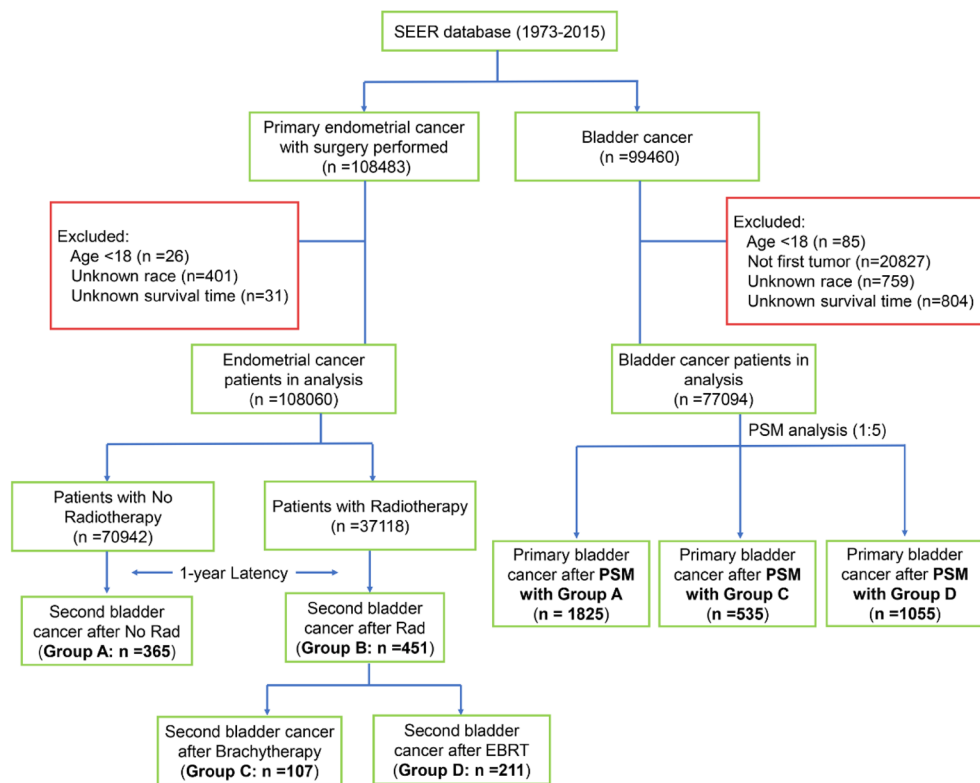 SEER database (1973-2015)
Primary endometrial cancer
with surgery performed
(n =108483)
Bladder cancer
(n =99460)
Excluded:
Age <18 (n =26)
Unknown race (n=401)
Unknown survival time (n=31)
Excluded:
Age <18 (n =85)
Not first tumor (n=20827)
Unknown race (n=759)
Unknown survival time (n=804)
Endometrial cancer
patients in analysis
(n =108060)
Bladder cancer patients in
analysis
(n =77094)
PSM analysis (1:5)
Patients with No
Radiotherapy
(n =70942)
Patients with Radiotherapy
(n =37118)
1-year Latency
Second bladder
cancer after No Rad
(Group A: n =365)
Second bladder
cancer after Rad
(Group B: n =451)
Primary bladder
cancer after PSM
with Group A
(n = 1825)
Primary bladder
cancer after PSM
with Group C
(n =535)
Primary bladder
cancer after PSM
with Group D
(n =1055)
Second bladder cancer
after Brachytherapy
(Group C: n =107)
Second bladder
cancer after EBRT
(Group D: n =211)